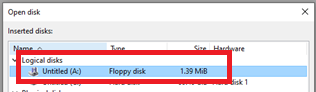 Open disk
Inserted disks:
Name Type Size Hardware
Logical disks
Untitled (A:) Floppy disk 1.39 MiB